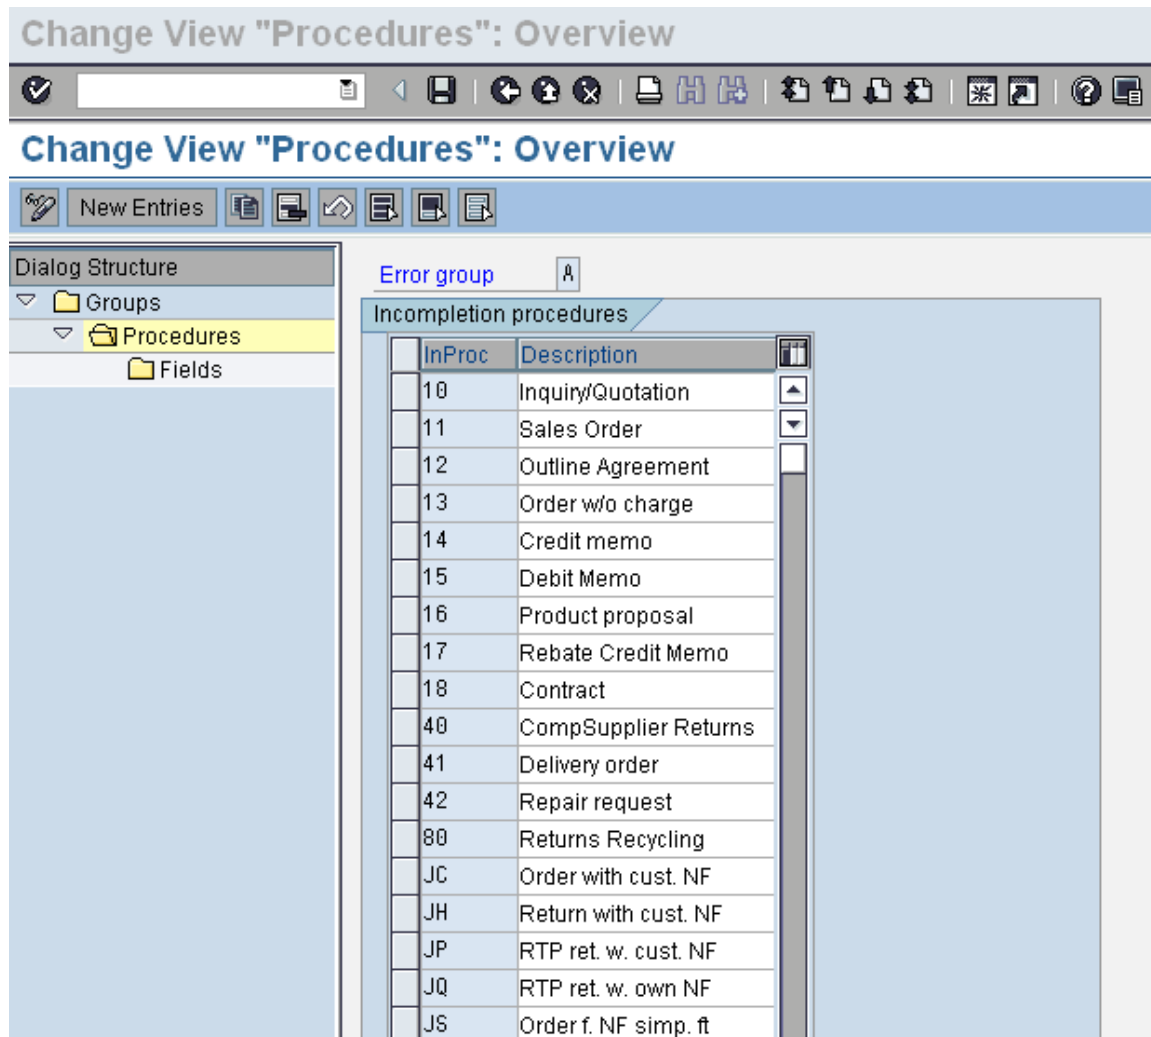 Change View "Procedures": Overview
Change View "Procedures": Overview
New Entries
Dialog Structure
Groups
Procedures
Fields
Error group A
Incompletion procedures
InProc Description
10 Inquiry/Quotation
11 Sales Order
12 Outline Agreement
13 Order w/o charge
14 Credit memo
15 Debit Memo
16 Product proposal
17 Rebate Credit Memo
18 Contract
40 CompSupplier Returns
41 Delivery order
42 Repair request
80 Returns Recycling
JC Order with cust. NF
JH Return with cust. NF
JP RTP ret. w. cust. NF
JQ RTP ret. w. own NF
JS Order f. NF simp. ft